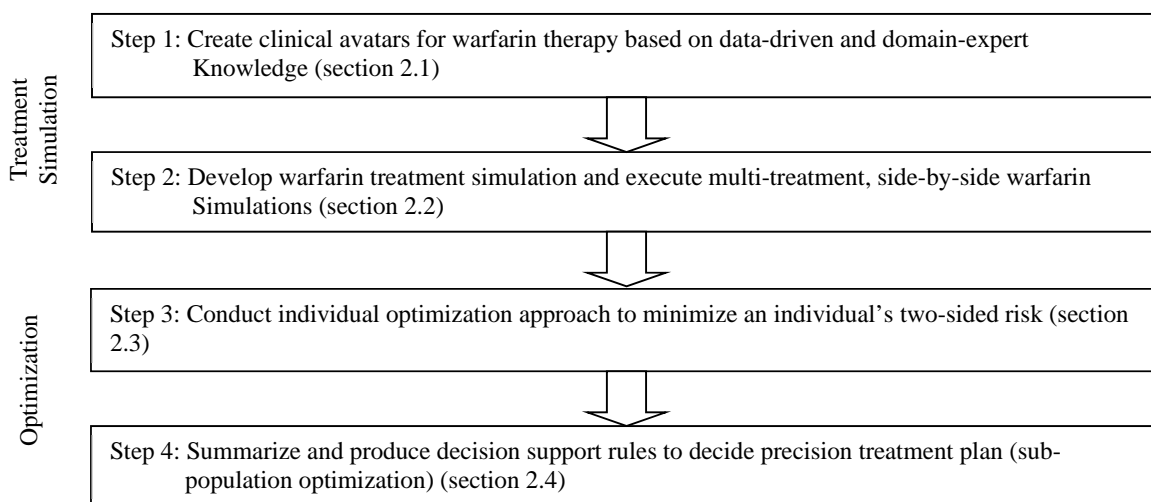 Treatment
Simulation
Step 1: Create clinical avatars for warfarin therapy based on data-driven and domain-expert
Knowledge (section 2.1)
Step 2: Develop warfarin treatment simulation and execute multi-treatment, side-by-side warfarin
Simulations (section 2.2)
Optimization
Step 3: Conduct individual optimization approach to minimize an individual’s two-sided risk (section
2.3)
Step 4: Summarize and produce decision support rules to decide precision treatment plan (sub-
population optimization) (section 2.4)